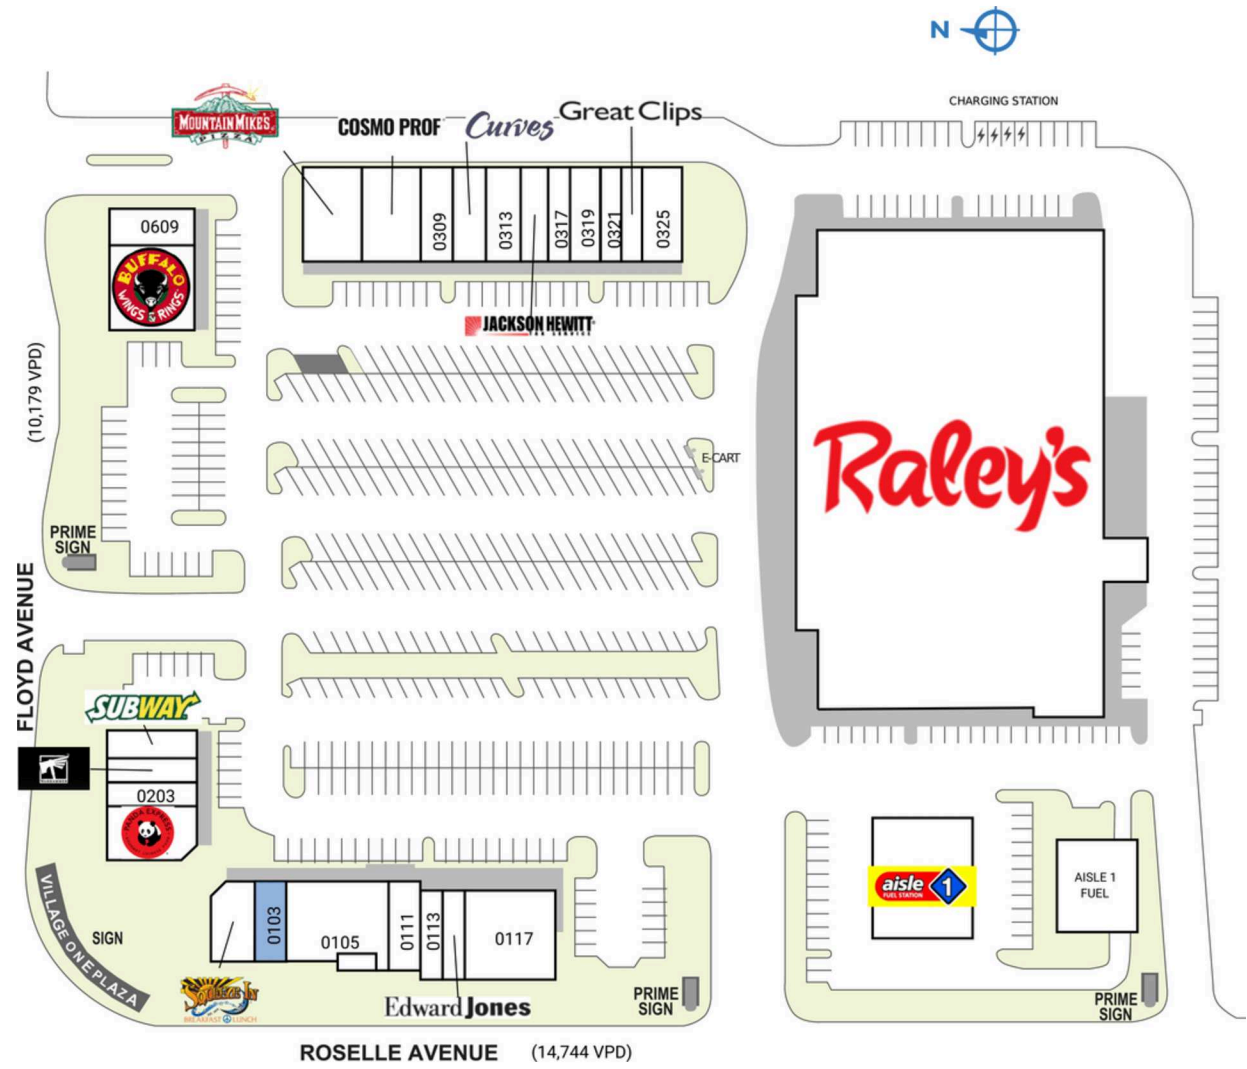 N
CHARGING STATION
MOUNTAIN MIKE'S
PIZZA
COSMO PROF
Curves
Great Clips
0309
0313
0317
0319
0321
0325
JACKSON HEWITT
TAX SERVICE
0609
BUFFALO
WINGS & RINGS
(10,179 VPD)
PRIME
SIGN
E-CART
Raley's
FLOYD AVENUE
SUBWAY
0203
PANDA EXPRESS
VILLAGE ONE PLAZA
SIGN
0103
0105
0111
0113
0117
Squeeze In
BREAKFAST LUNCH
Edward Jones
PRIME
SIGN
aisle 1
FUEL STATION
AISLE 1
FUEL
PRIME
SIGN
ROSELLE AVENUE (14,744 VPD)